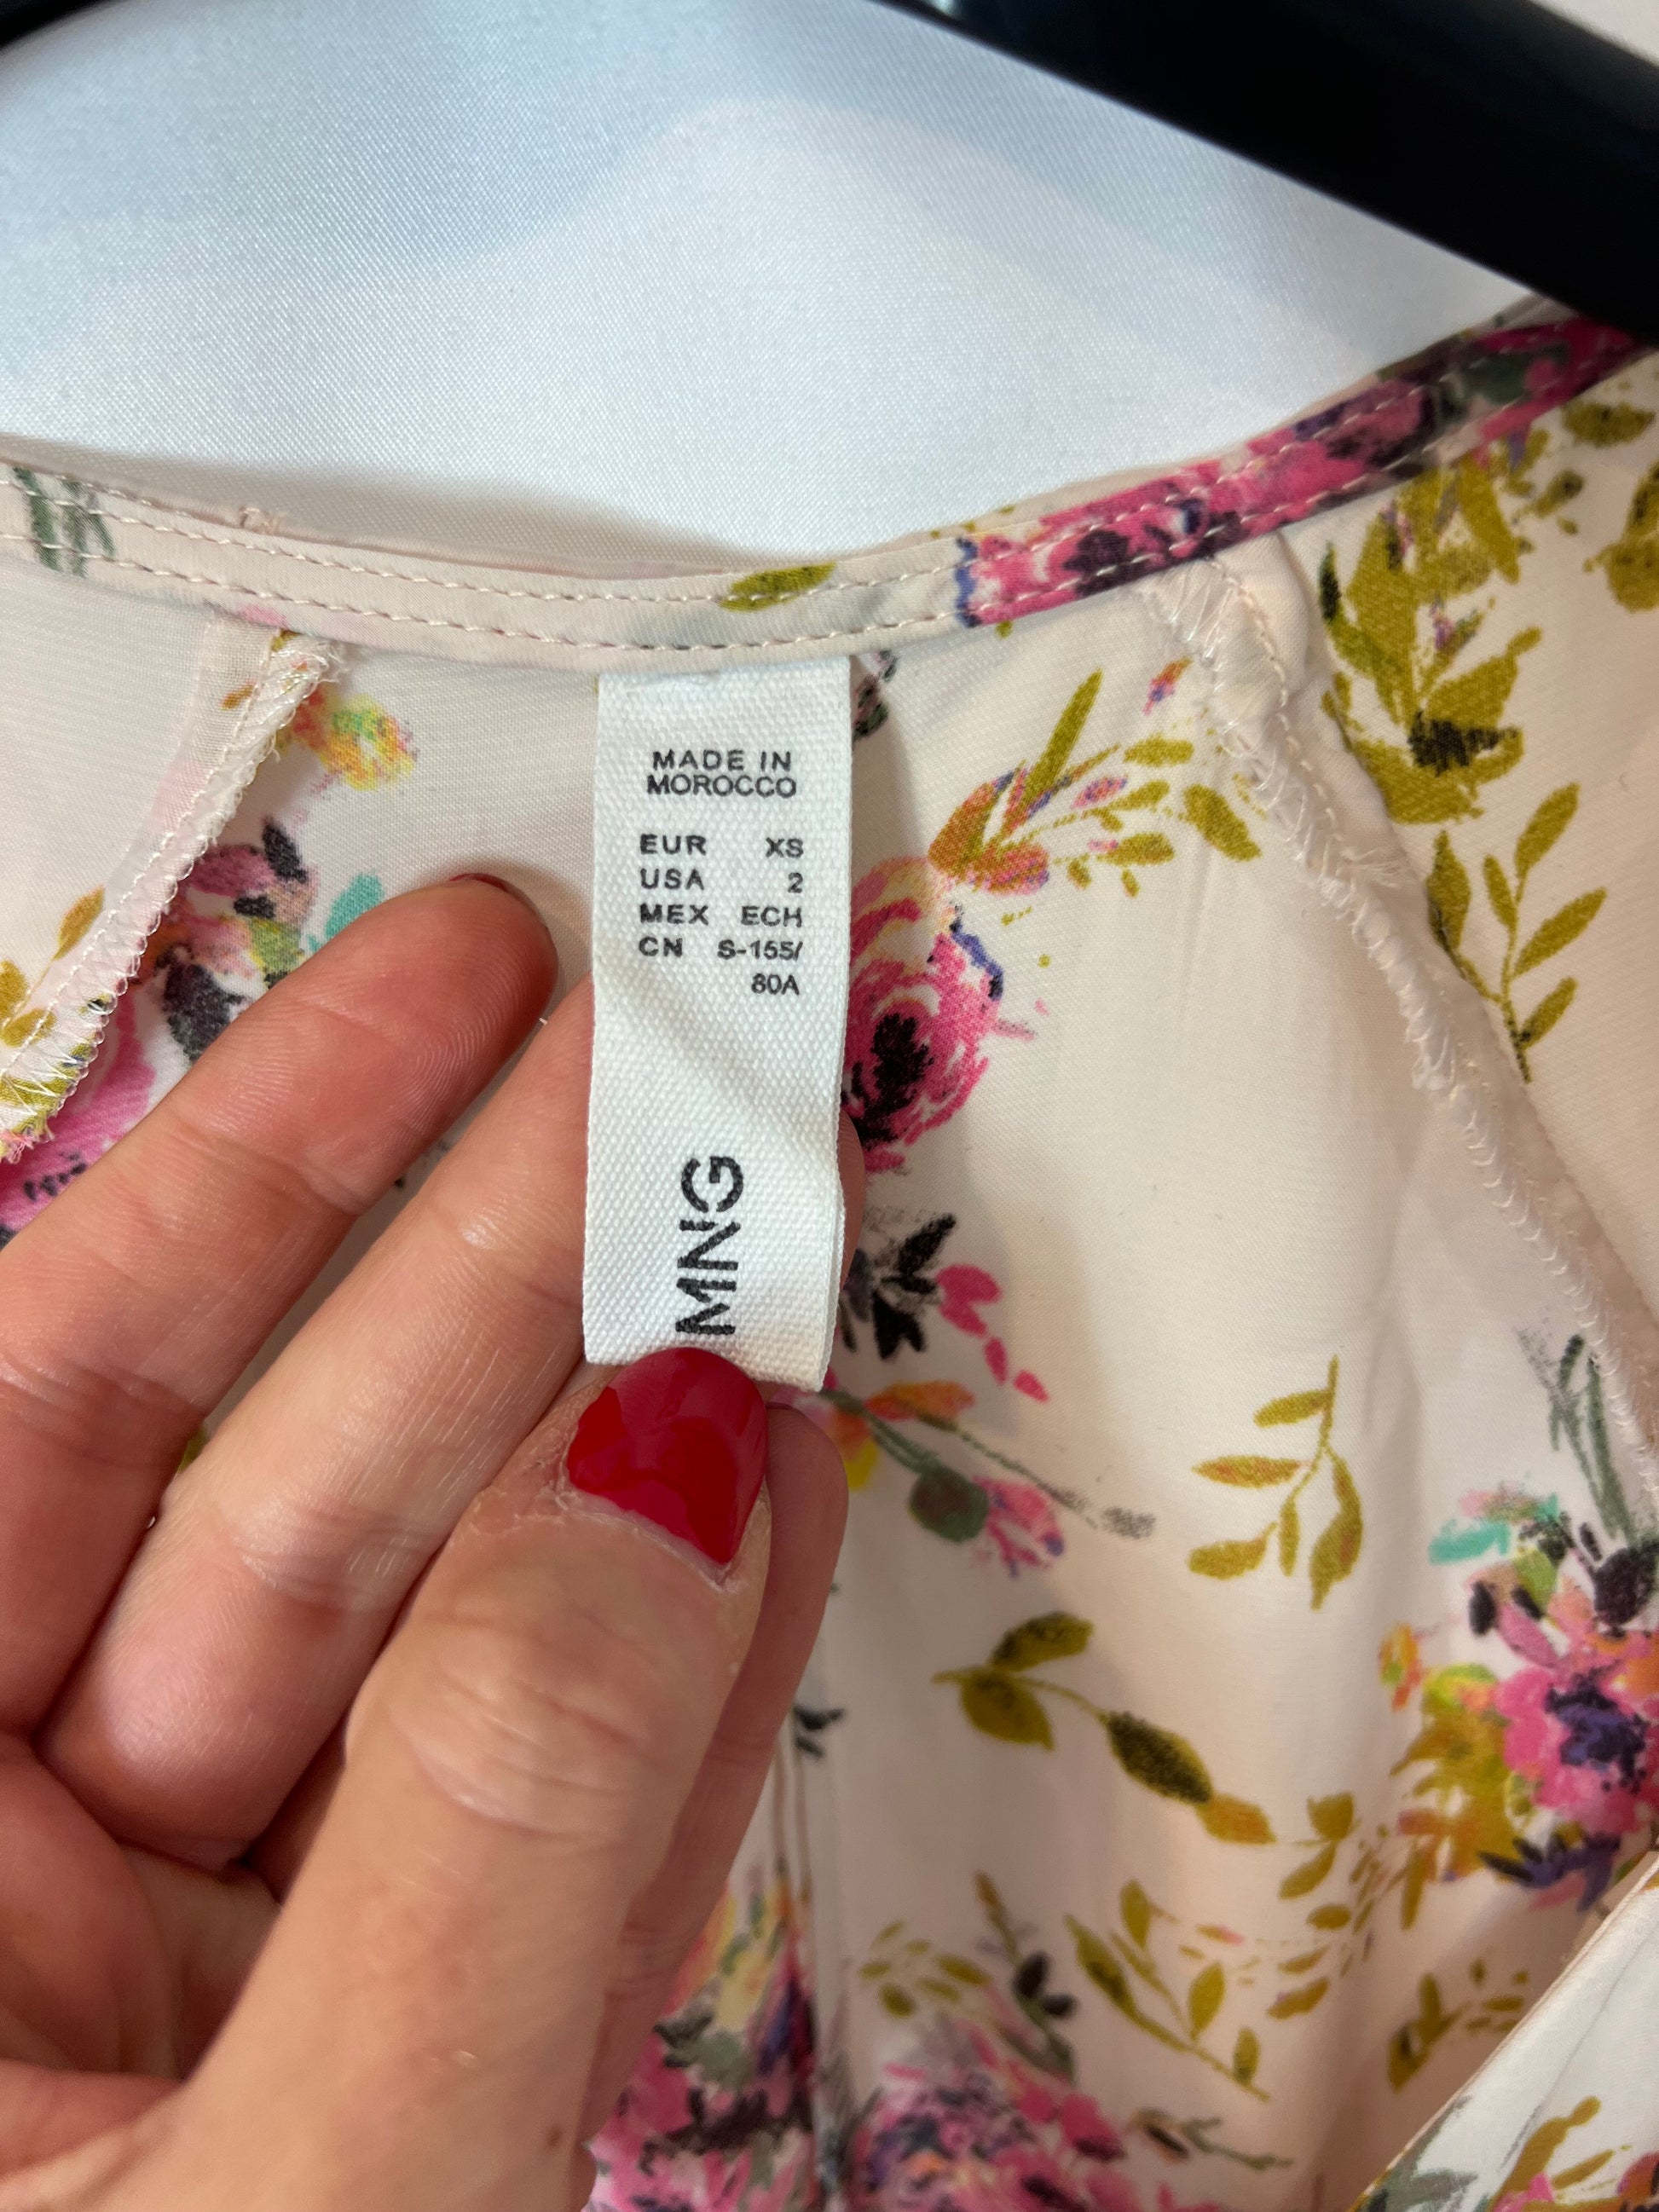 MADE IN
MOROCCO
EUR XS
USA 2
MEX ECH
CN S-155/
80A
MNG